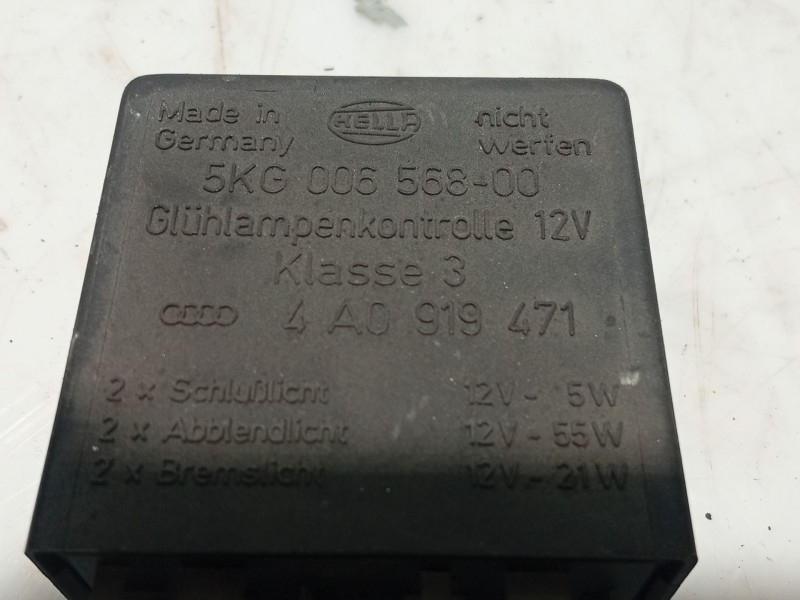 Made in
Germany
HELLA
nicht
werfen
5KG 006 568-00
Glühlampenkontrolle 12V
Klasse 3
4 A0 919 471
2 x Schlußlicht 12V - 5W
2 x Abblendlicht 12V - 55W
2 x Bremslicht 12V - 21W